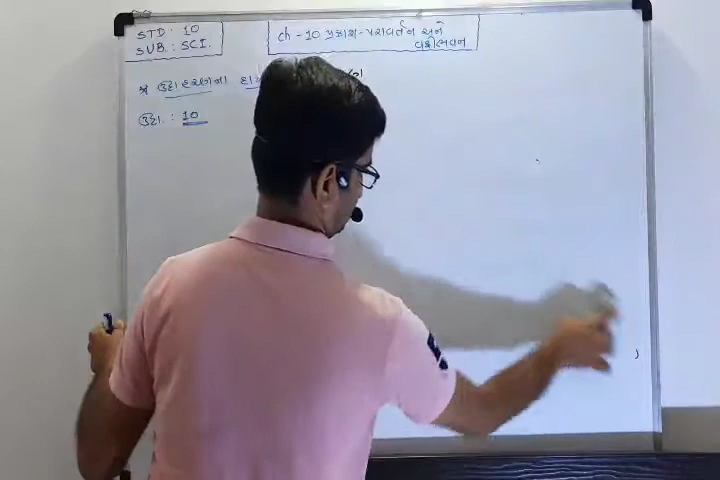 STD : 10
SUB. : SCI.
ch - 10 પ્રકાશ - પરાવર્તન અને
વક્રીભવન
* ઉદાહરણના
ઉદા. : 10